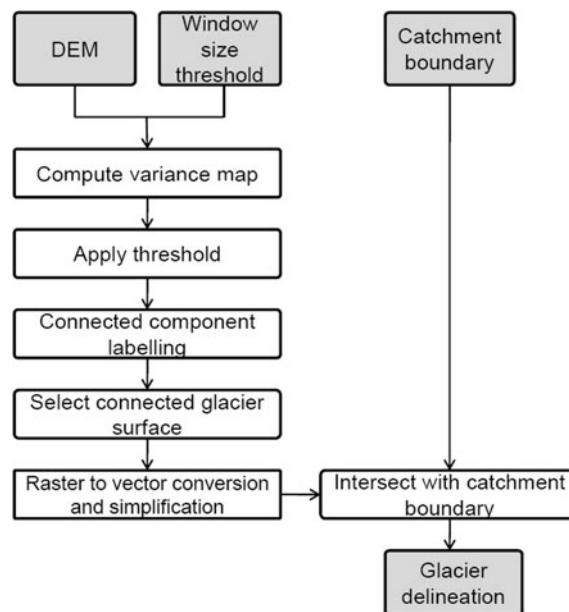 DEM
Window
size
threshold
Catchment
boundary
Compute variance map
Apply threshold
Connected component
labelling
Select connected glacier
surface
Raster to vector conversion
and simplification
Intersect with catchment
boundary
Glacier
delineation